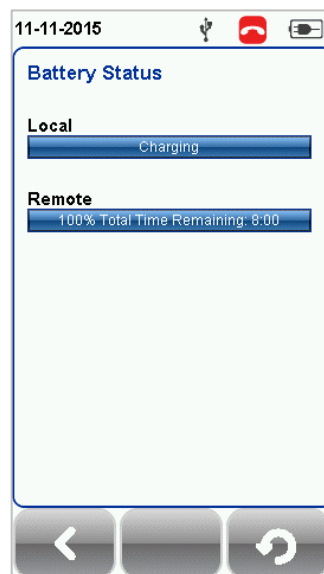 11-11-2015
Battery Status
Local
Charging
Remote
100% Total Time Remaining: 8:00